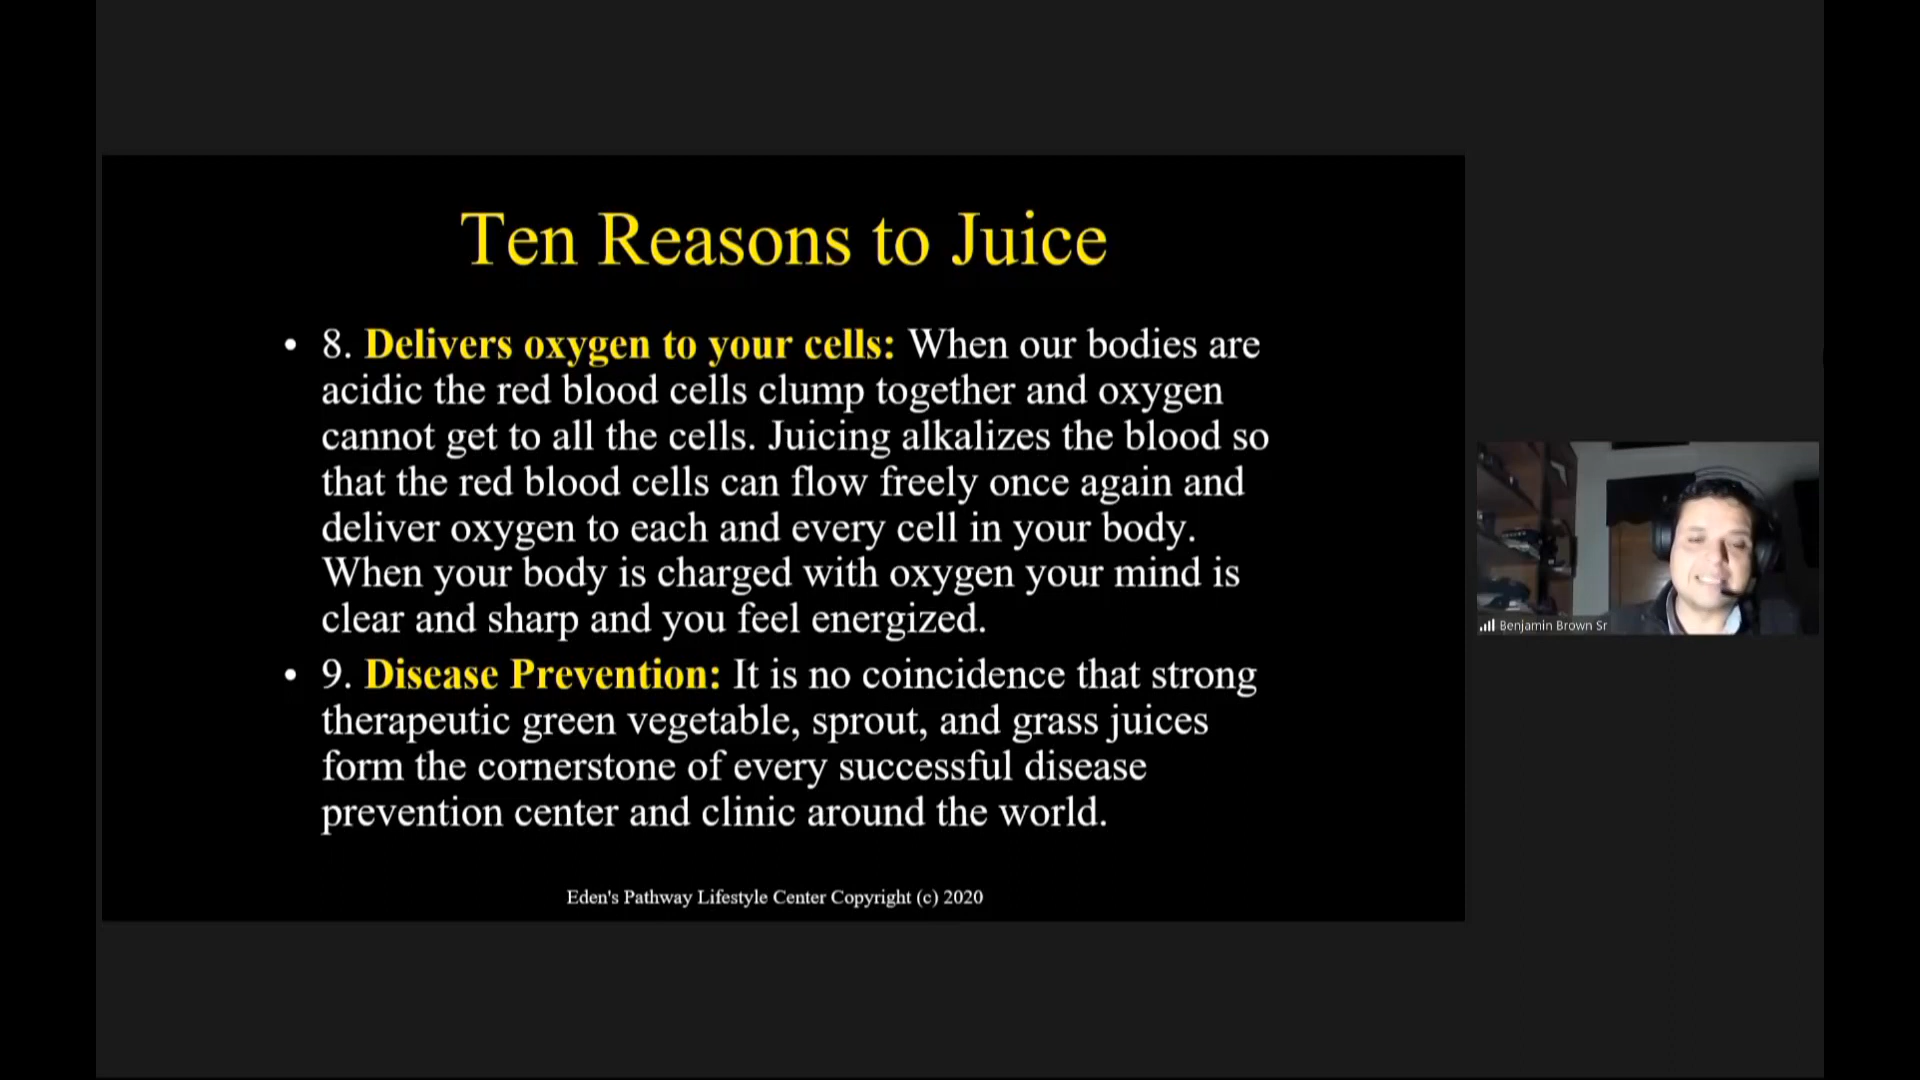 Ten Reasons to Juice
• 8. Delivers oxygen to your cells: When our bodies are
acidic the red blood cells clump together and oxygen
cannot get to all the cells. Juicing alkalizes the blood so
that the red blood cells can flow freely once again and
deliver oxygen to each and every cell in your body.
When your body is charged with oxygen your mind is
clear and sharp and you feel energized.
• 9. Disease Prevention: It is no coincidence that strong
therapeutic green vegetable, sprout, and grass juices
form the cornerstone of every successful disease
prevention center and clinic around the world.
Eden's Pathway Lifestyle Center Copyright (c) 2020
Benjamin Brown Sr